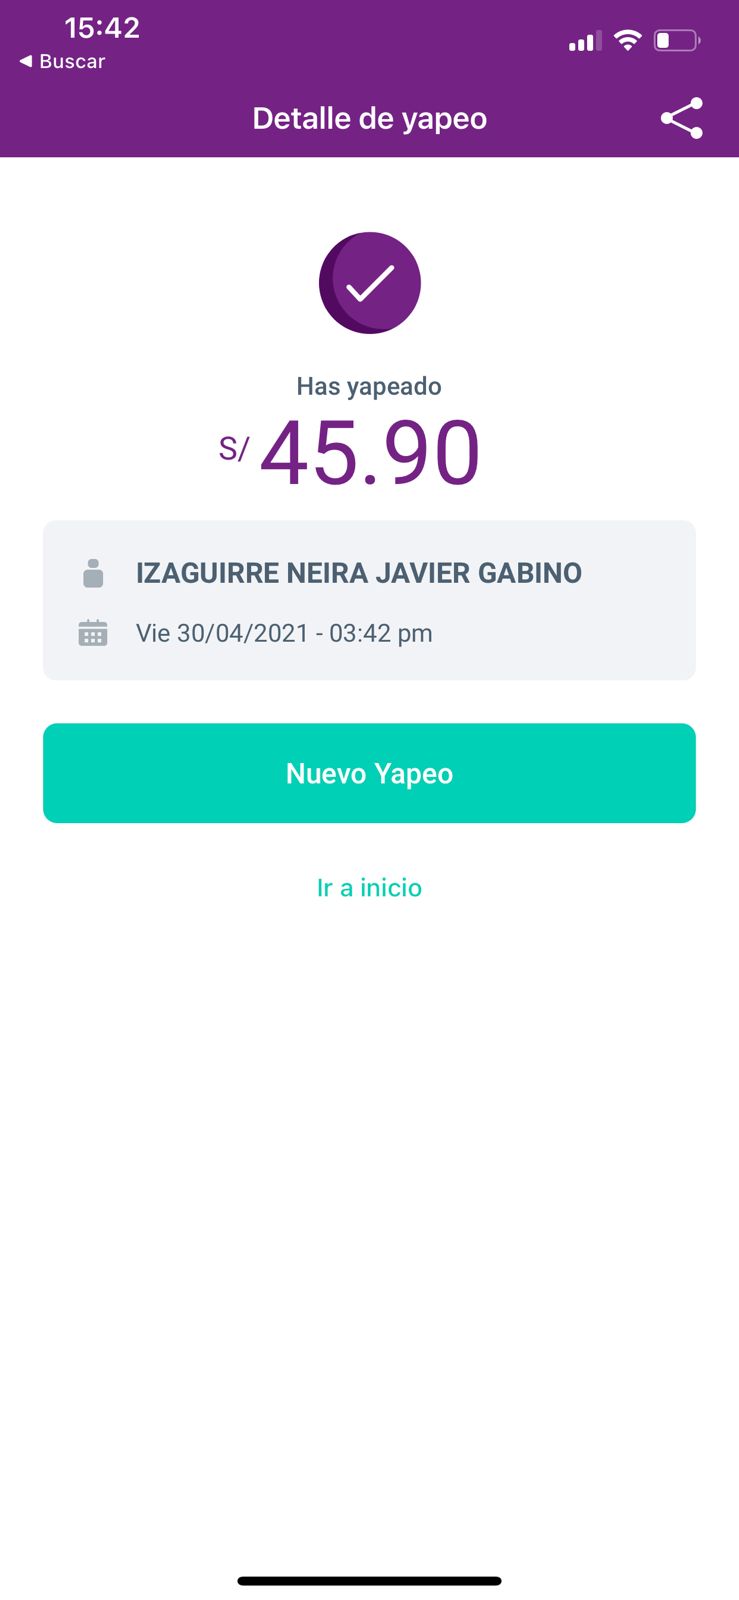 15:42
Buscar
Detalle de yapeo
Has yapeado
S/ 45.90
IZAGUIRRE NEIRA JAVIER GABINO
Vie 30/04/2021 - 03:42 pm
Nuevo Yapeo
Ir a inicio